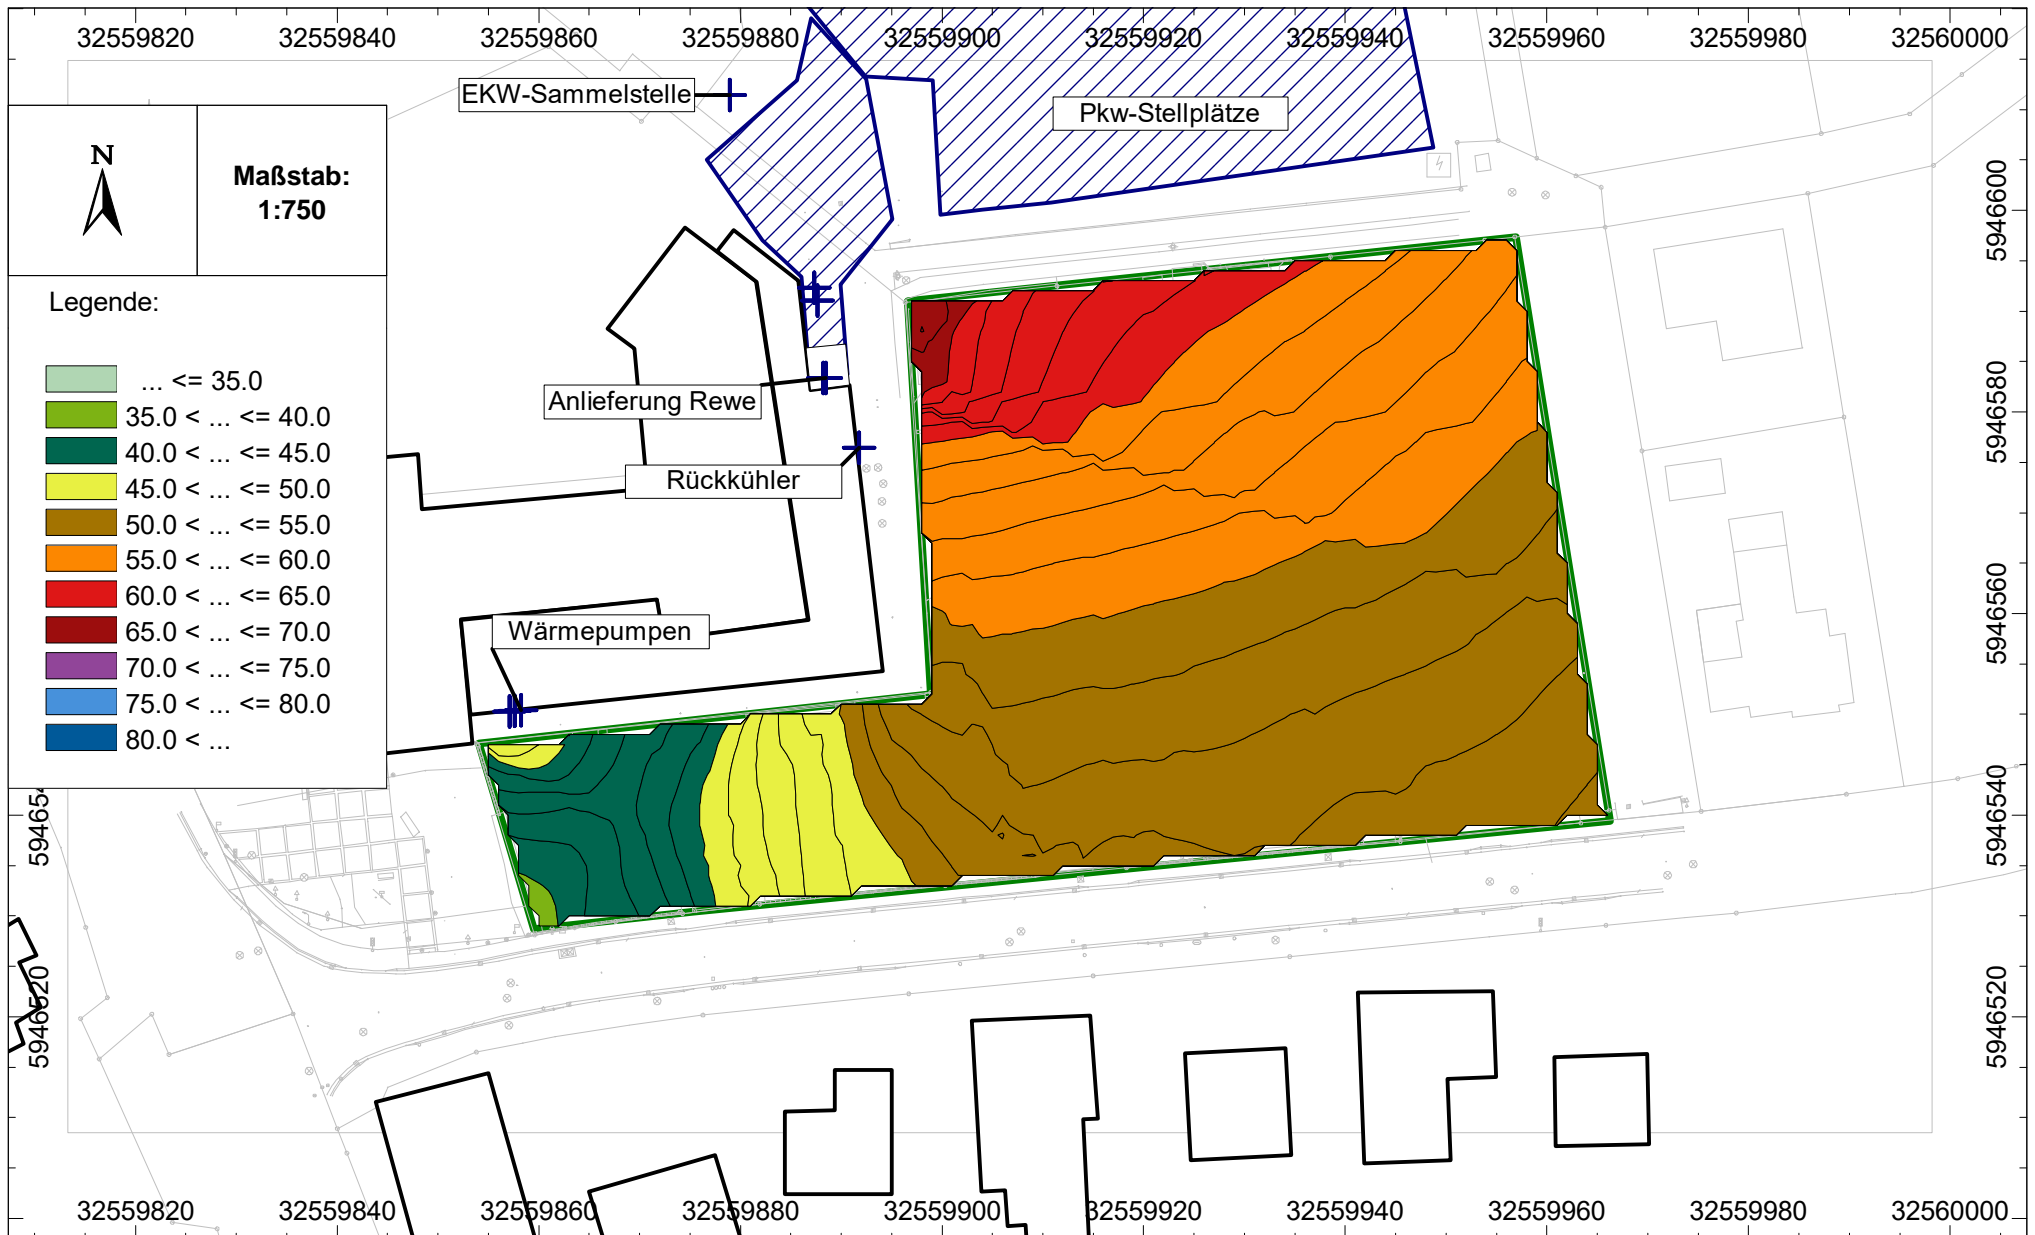 32559820 32559840 32559860 32559880 32559900 32559920 32559940 32559960 32559980 32560000
EKW-Sammelstelle
Pkw-Stellplätze
N
Maßstab:
1:750
Legende:
... <= 35.0
35.0 < ... <= 40.0
40.0 < ... <= 45.0
45.0 < ... <= 50.0
50.0 < ... <= 55.0
55.0 < ... <= 60.0
60.0 < ... <= 65.0
65.0 < ... <= 70.0
70.0 < ... <= 75.0
75.0 < ... <= 80.0
80.0 < ...
Anlieferung Rewe
Rückkühler
Wärmepumpen
594654
5946520
5946600
5946580
5946560
5946540
5946520
32559820 32559840 32559860 32559880 32559900 32559920 32559940 32559960 32559980 32560000